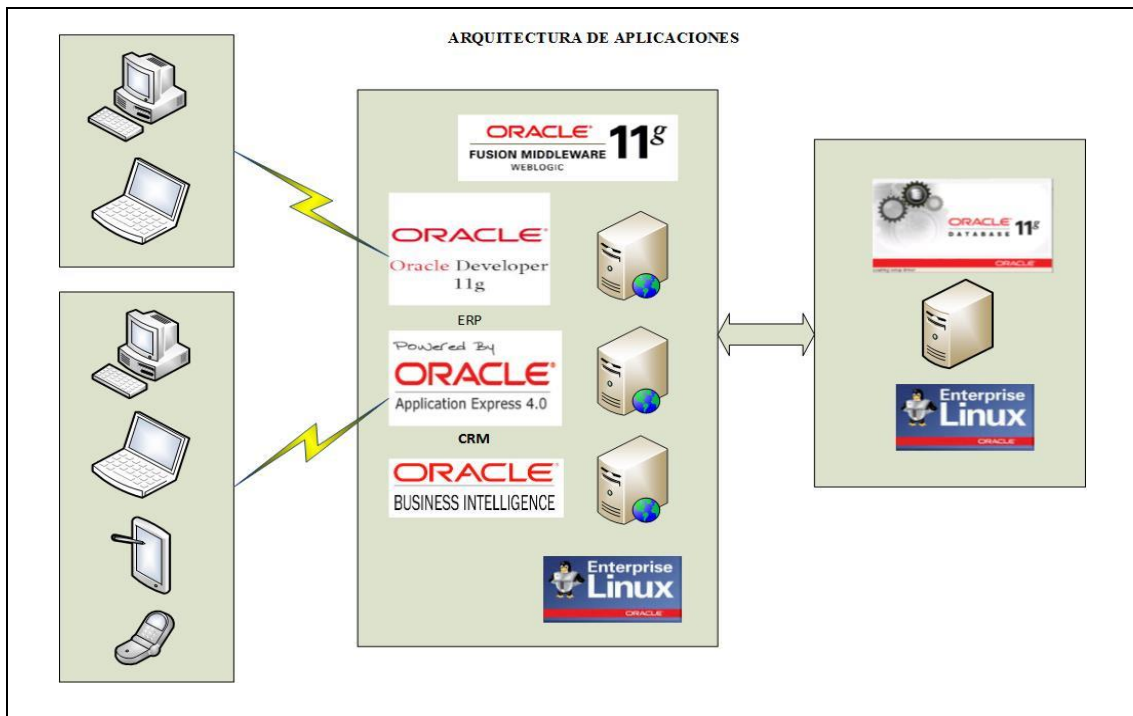 ARQUITECTURA DE APLICACIONES
ORACLE®
FUSION MIDDLEWARE
WEBLOGIC
11g
ORACLE®
Oracle Developer
11g
ERP
Powered By
ORACLE®
Application Express 4.0
CRM
ORACLE®
BUSINESS INTELLIGENCE
Enterprise
Linux
ORACLE
ORACLE
DATABASE 11g
ORACLE
Enterprise
Linux
ORACLE